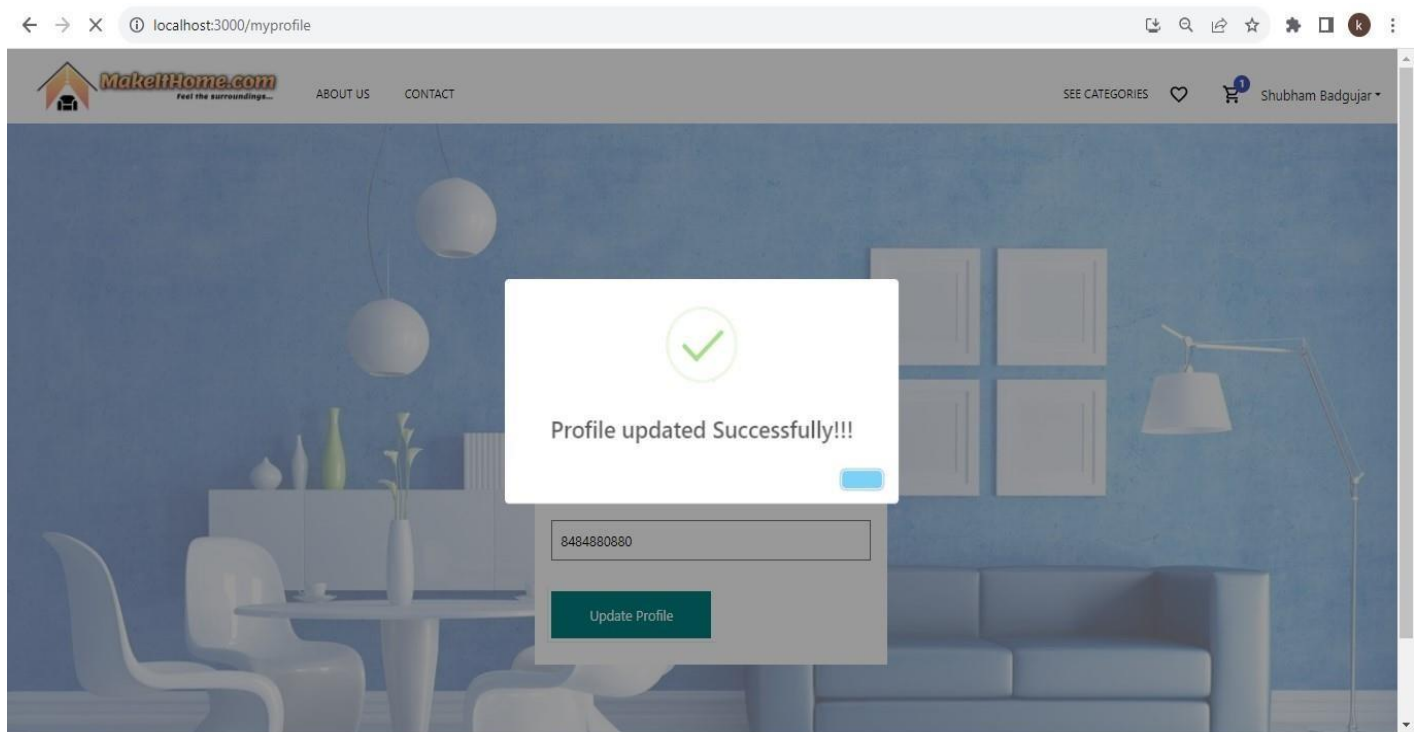 localhost:3000/myprofile
k
MakeItHome.com
Feel the surroundings...
ABOUT US CONTACT SEE CATEGORIES 1 Shubham Badgujar
Profile updated Successfully!!!
8484880880
Update Profile